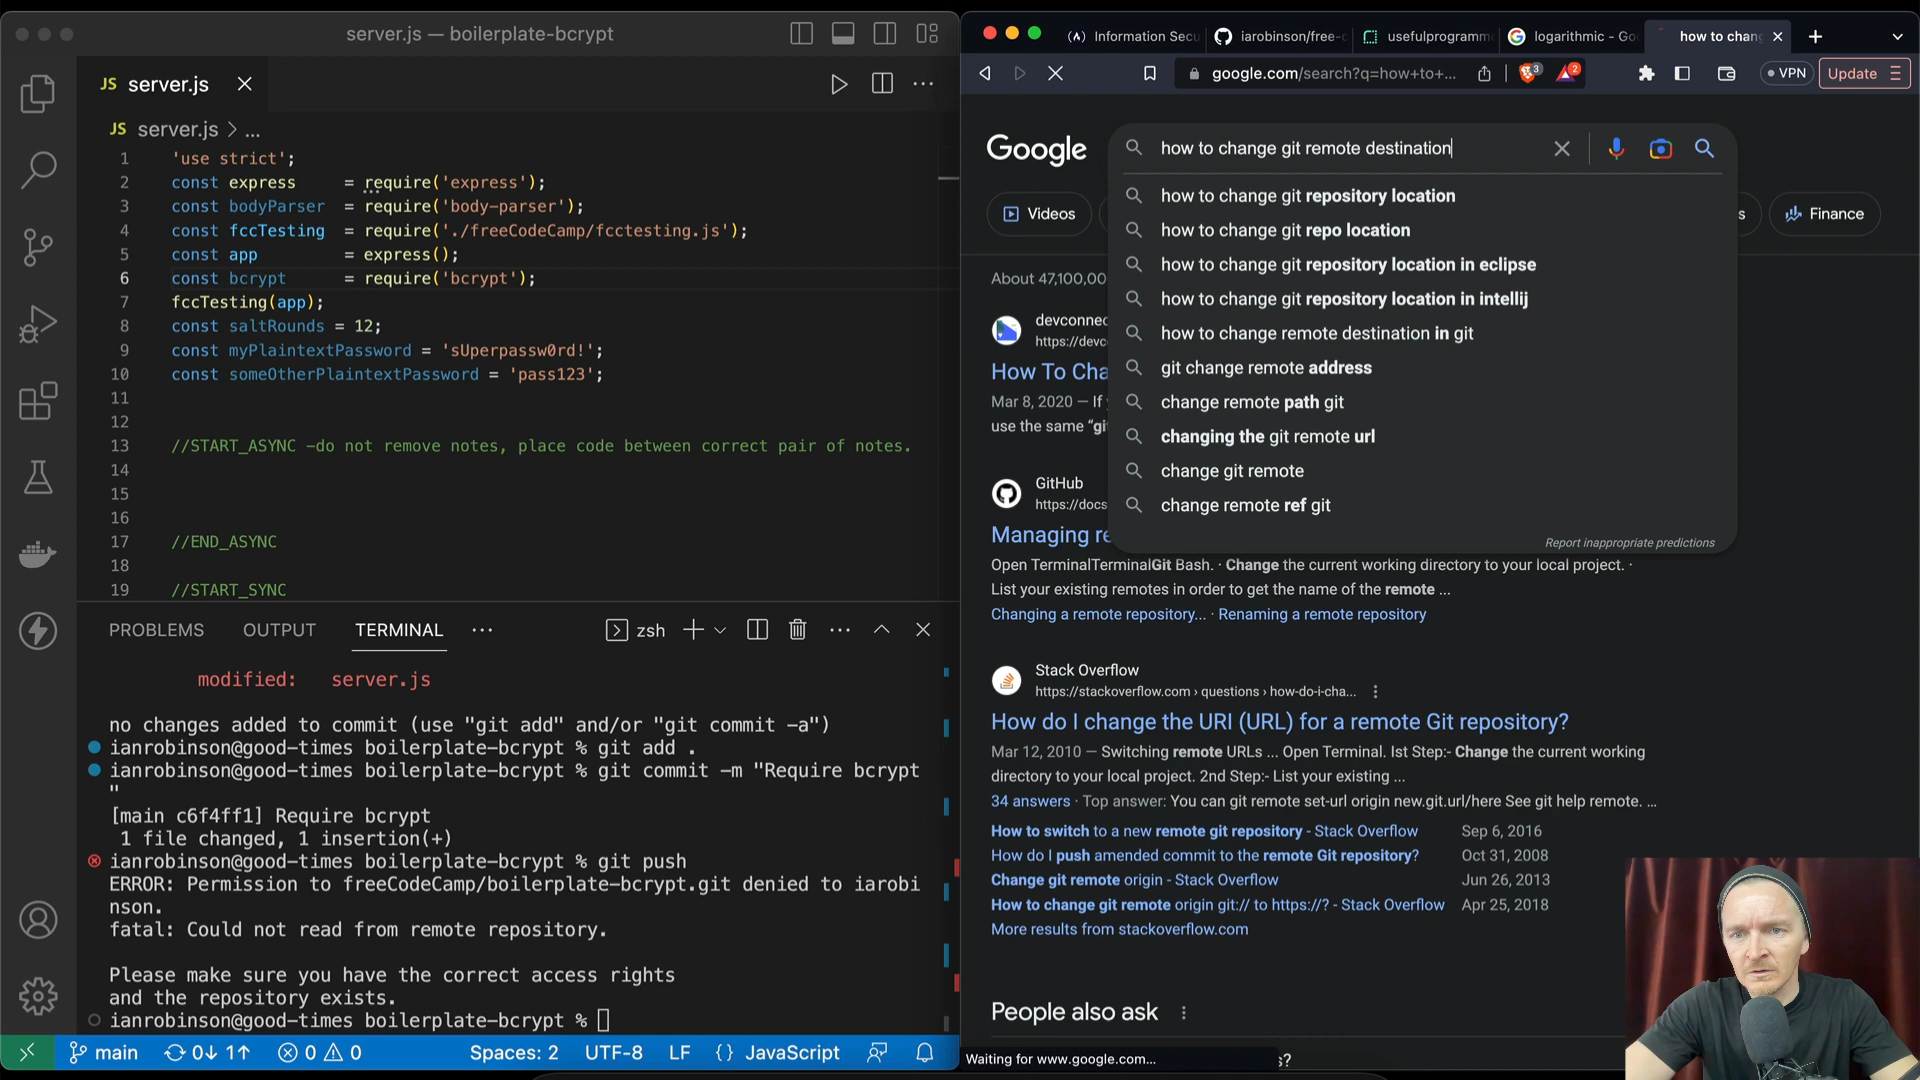 server.js — boilerplate-bcrypt
JS server.js
JS server.js > ...
1 'use strict';
2 const express = require('express');
3 const bodyParser = require('body-parser');
4 const fccTesting = require('./freeCodeCamp/fcctesting.js');
5 const app = express();
6 const bcrypt = require('bcrypt');
7 fccTesting(app);
8 const saltRounds = 12;
9 const myPlaintextPassword = 'sUperpassw0rd!';
10 const someOtherPlaintextPassword = 'pass123';
11
12
13 //START_ASYNC -do not remove notes, place code between correct pair of notes.
14
15
16
17 //END_ASYNC
18
19 //START_SYNC
PROBLEMS OUTPUT TERMINAL ... zsh
modified: server.js
no changes added to commit (use "git add" and/or "git commit -a")
ianrobinson@good-times boilerplate-bcrypt % git add .
ianrobinson@good-times boilerplate-bcrypt % git commit -m "Require bcrypt
"
[main c6f4ff1] Require bcrypt
1 file changed, 1 insertion(+)
ianrobinson@good-times boilerplate-bcrypt % git push
ERROR: Permission to freeCodeCamp/boilerplate-bcrypt.git denied to iarobi
nson.
fatal: Could not read from remote repository.
Please make sure you have the correct access rights
and the repository exists.
ianrobinson@good-times boilerplate-bcrypt %
main 0↓ 1↑ 0 0 Spaces: 2 UTF-8 LF {} JavaScript
Information Secu iarobinson/free-c usefulprogramme logarithmic - Goo how to chang
google.com/search?q=how+to+... 3 2 VPN Update
Google how to change git remote destination
Videos s Finance
how to change git repository location
how to change git repo location
how to change git repository location in eclipse
how to change git repository location in intellij
how to change remote destination in git
git change remote address
change remote path git
changing the git remote url
change git remote
change remote ref git
Report inappropriate predictions
About 47,100,00
devconnec
https://devc
How To Cha
Mar 8, 2020 — If y
use the same "gi
GitHub
https://docs
Managing re
Open TerminalTerminalGit Bash. · Change the current working directory to your local project. ·
List your existing remotes in order to get the name of the remote ...
Changing a remote repository... · Renaming a remote repository
Stack Overflow
https://stackoverflow.com › questions › how-do-i-cha...
How do I change the URI (URL) for a remote Git repository?
Mar 12, 2010 — Switching remote URLs ... Open Terminal. Ist Step:- Change the current working
directory to your local project. 2nd Step:- List your existing ...
34 answers · Top answer: You can git remote set-url origin new.git.url/here See git help remote. ...
How to switch to a new remote git repository - Stack Overflow Sep 6, 2016
How do I push amended commit to the remote Git repository? Oct 31, 2008
Change git remote origin - Stack Overflow Jun 26, 2013
How to change git remote origin git:// to https://? - Stack Overflow Apr 25, 2018
More results from stackoverflow.com
People also ask
Waiting for www.google.com... s?